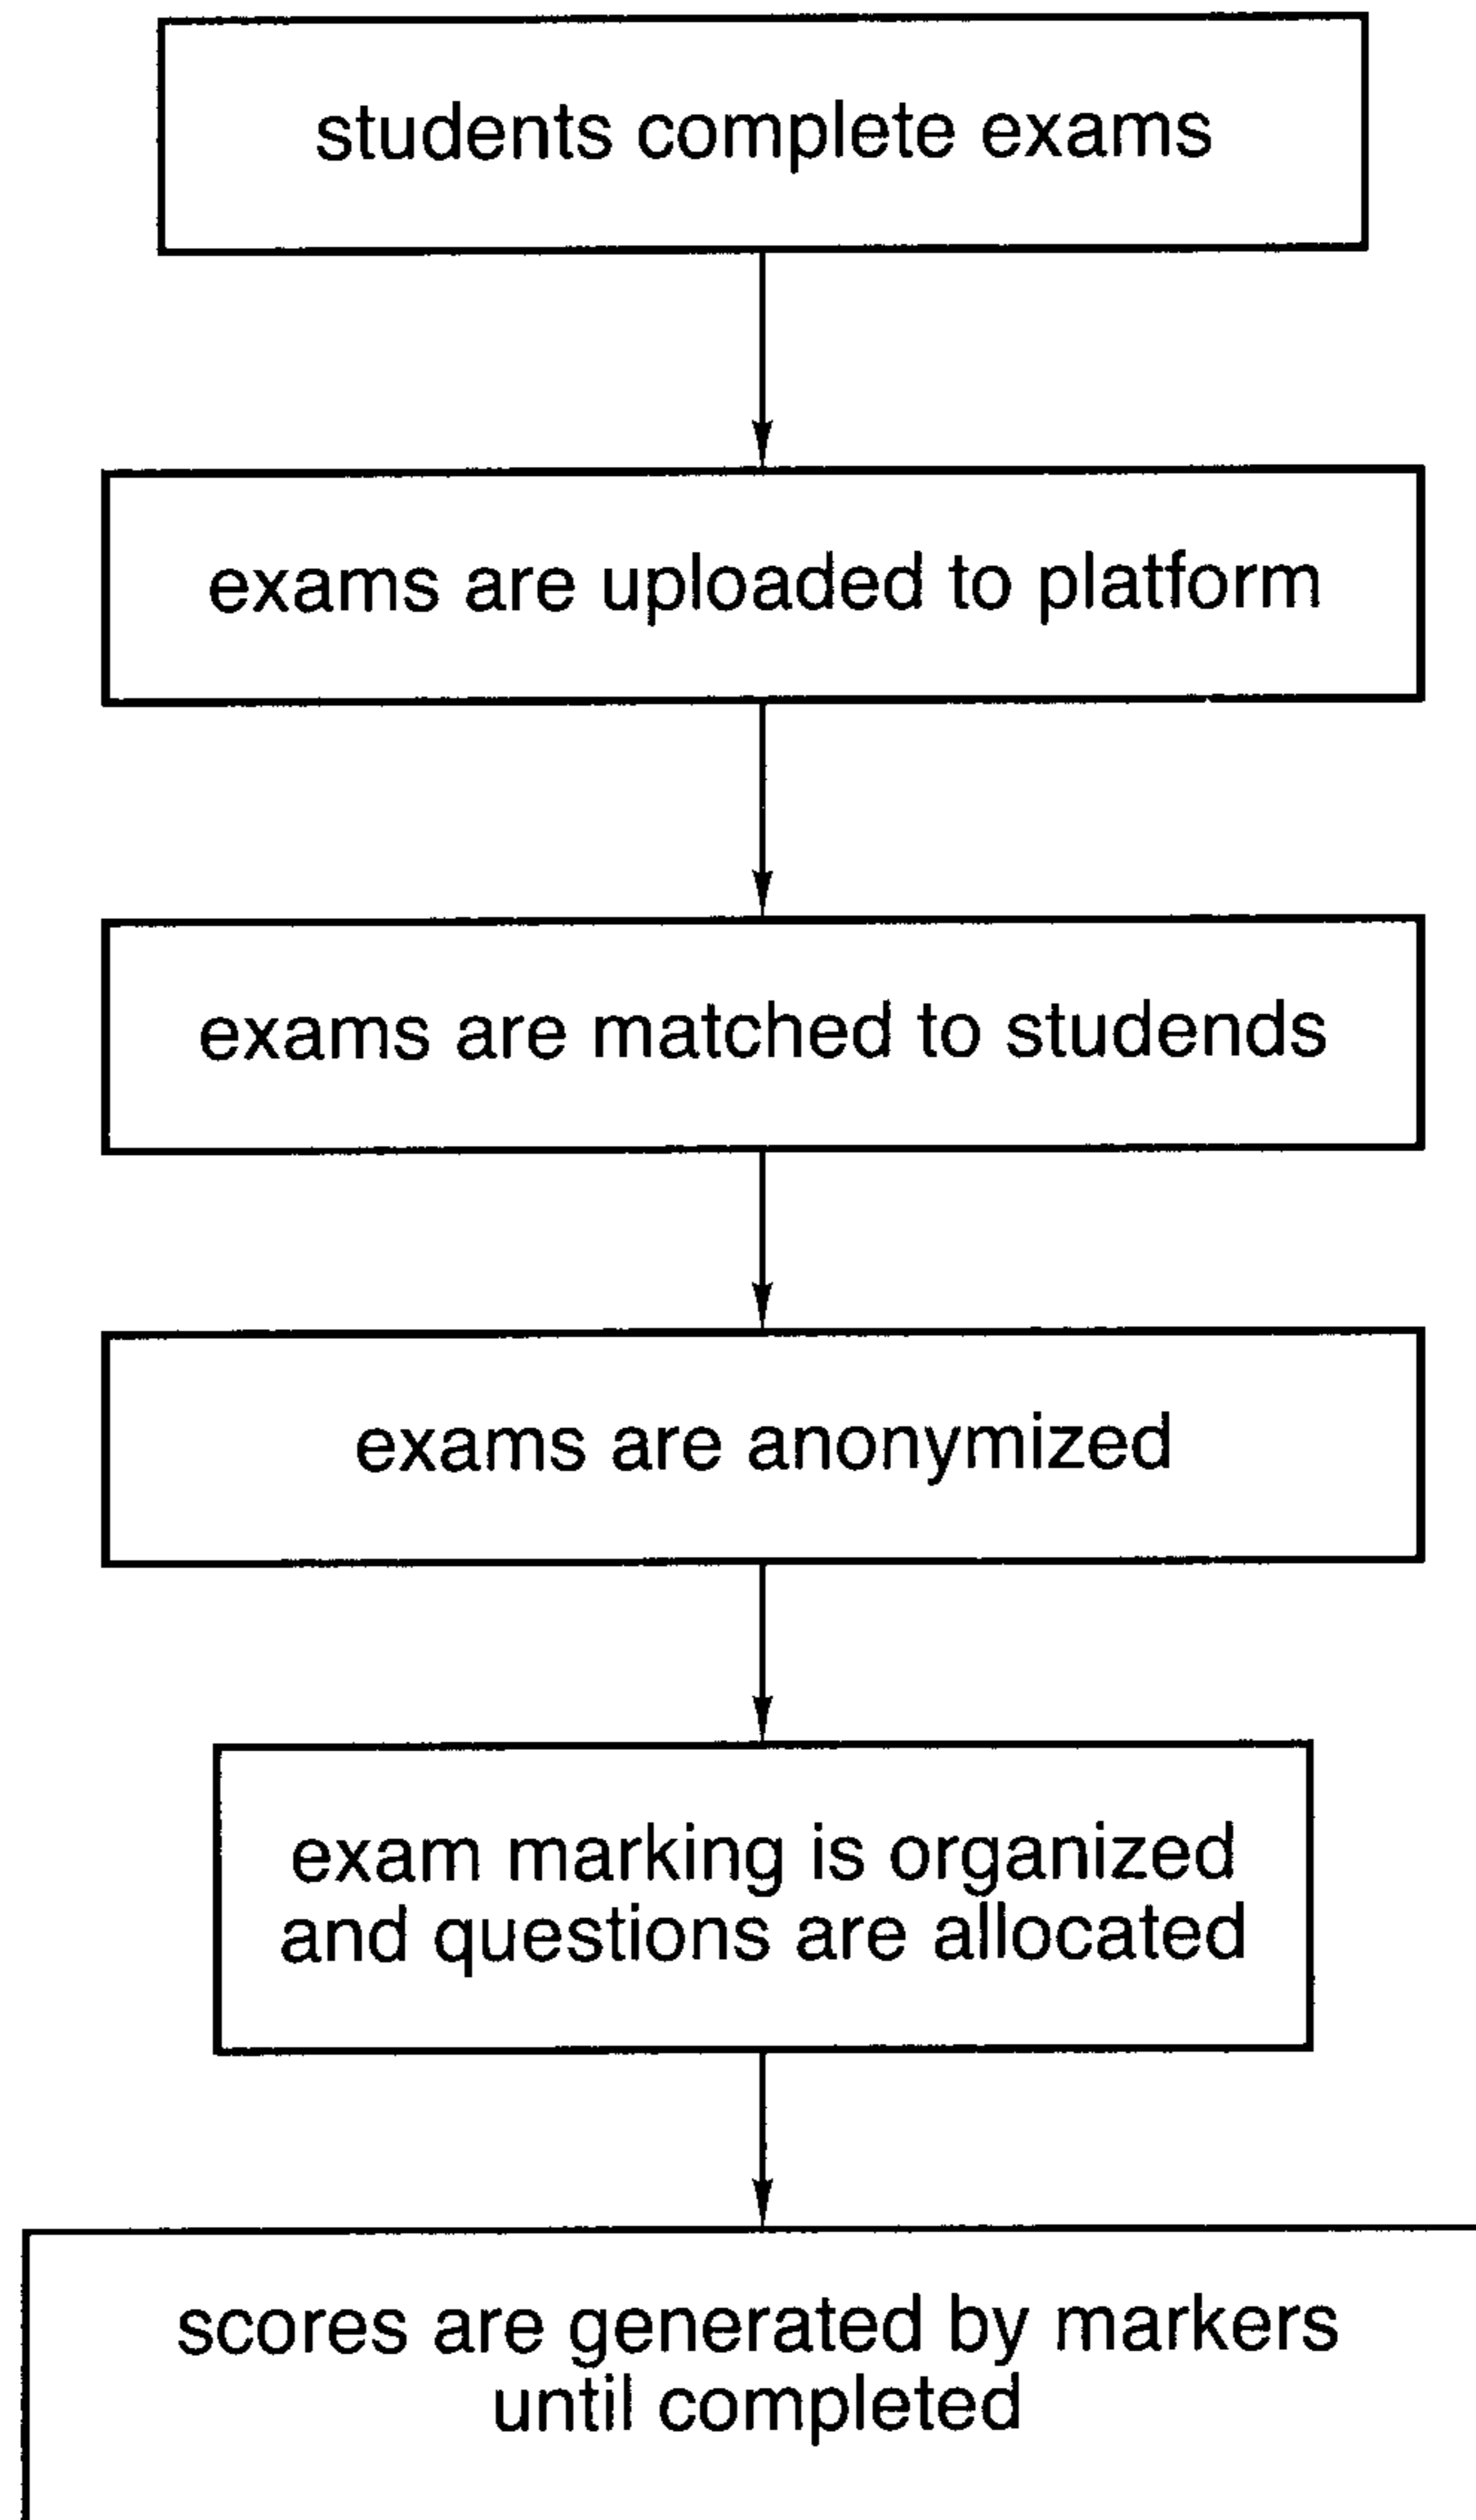 students complete exams
exams are uploaded to platform
exams are matched to studends
exams are anonymized
exam marking is organized
and questions are allocated
scores are generated by markers
until completed